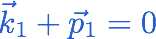 $\vec{k}_1 + \vec{p}_1 = 0$